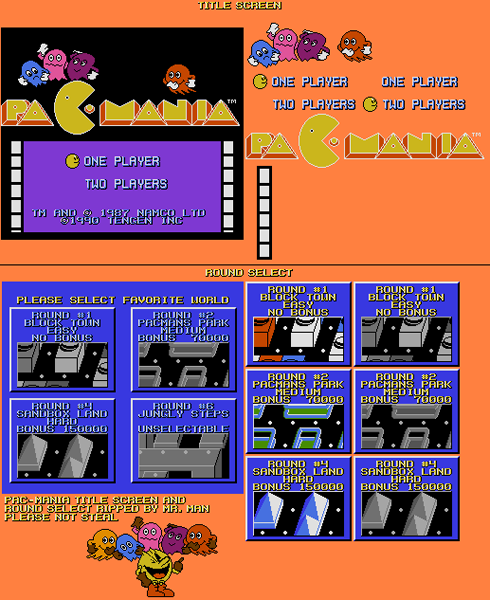 TITLE SCREEN
PAC-MANIA™
ONE PLAYER
TWO PLAYERS
TM AND © 1987 NAMCO LTD
©1990 TENGEN INC
ONE PLAYER
ONE PLAYER
TWO PLAYERS
TWO PLAYERS
PAC-MANIA™
ROUND SELECT
PLEASE SELECT FAVORITE WORLD
ROUND #1
BLOCK TOWN
EASY
NO BONUS
ROUND #2
PACMANS PARK
MEDIUM
BONUS 70000
ROUND #4
SANDBOX LAND
HARD
BONUS 150000
ROUND #6
JUNGLY STEPS
UNSELECTABLE
ROUND #1
BLOCK TOWN
EASY
NO BONUS
ROUND #1
BLOCK TOWN
EASY
NO BONUS
ROUND #2
PACMANS PARK
MEDIUM
BONUS 70000
ROUND #2
PACMANS PARK
MEDIUM
BONUS 70000
ROUND #4
SANDBOX LAND
HARD
BONUS 150000
ROUND #4
SANDBOX LAND
HARD
BONUS 150000
PAC-MANIA TITLE SCREEN AND
ROUND SELECT RIPPED BY MR. MAN
PLEASE NOT STEAL